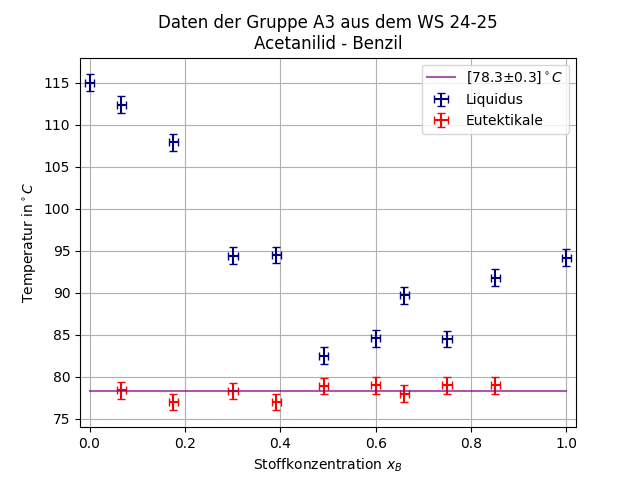 Daten der Gruppe A3 aus dem WS 24-25
Acetanilid - Benzil
[78.3±0.3]°C
Liquidus
Eutektikale
115
110
105
100
95
90
85
80
75
Temperatur in°C
0.0 0.2 0.4 0.6 0.8 1.0
Stoffkonzentration x_B